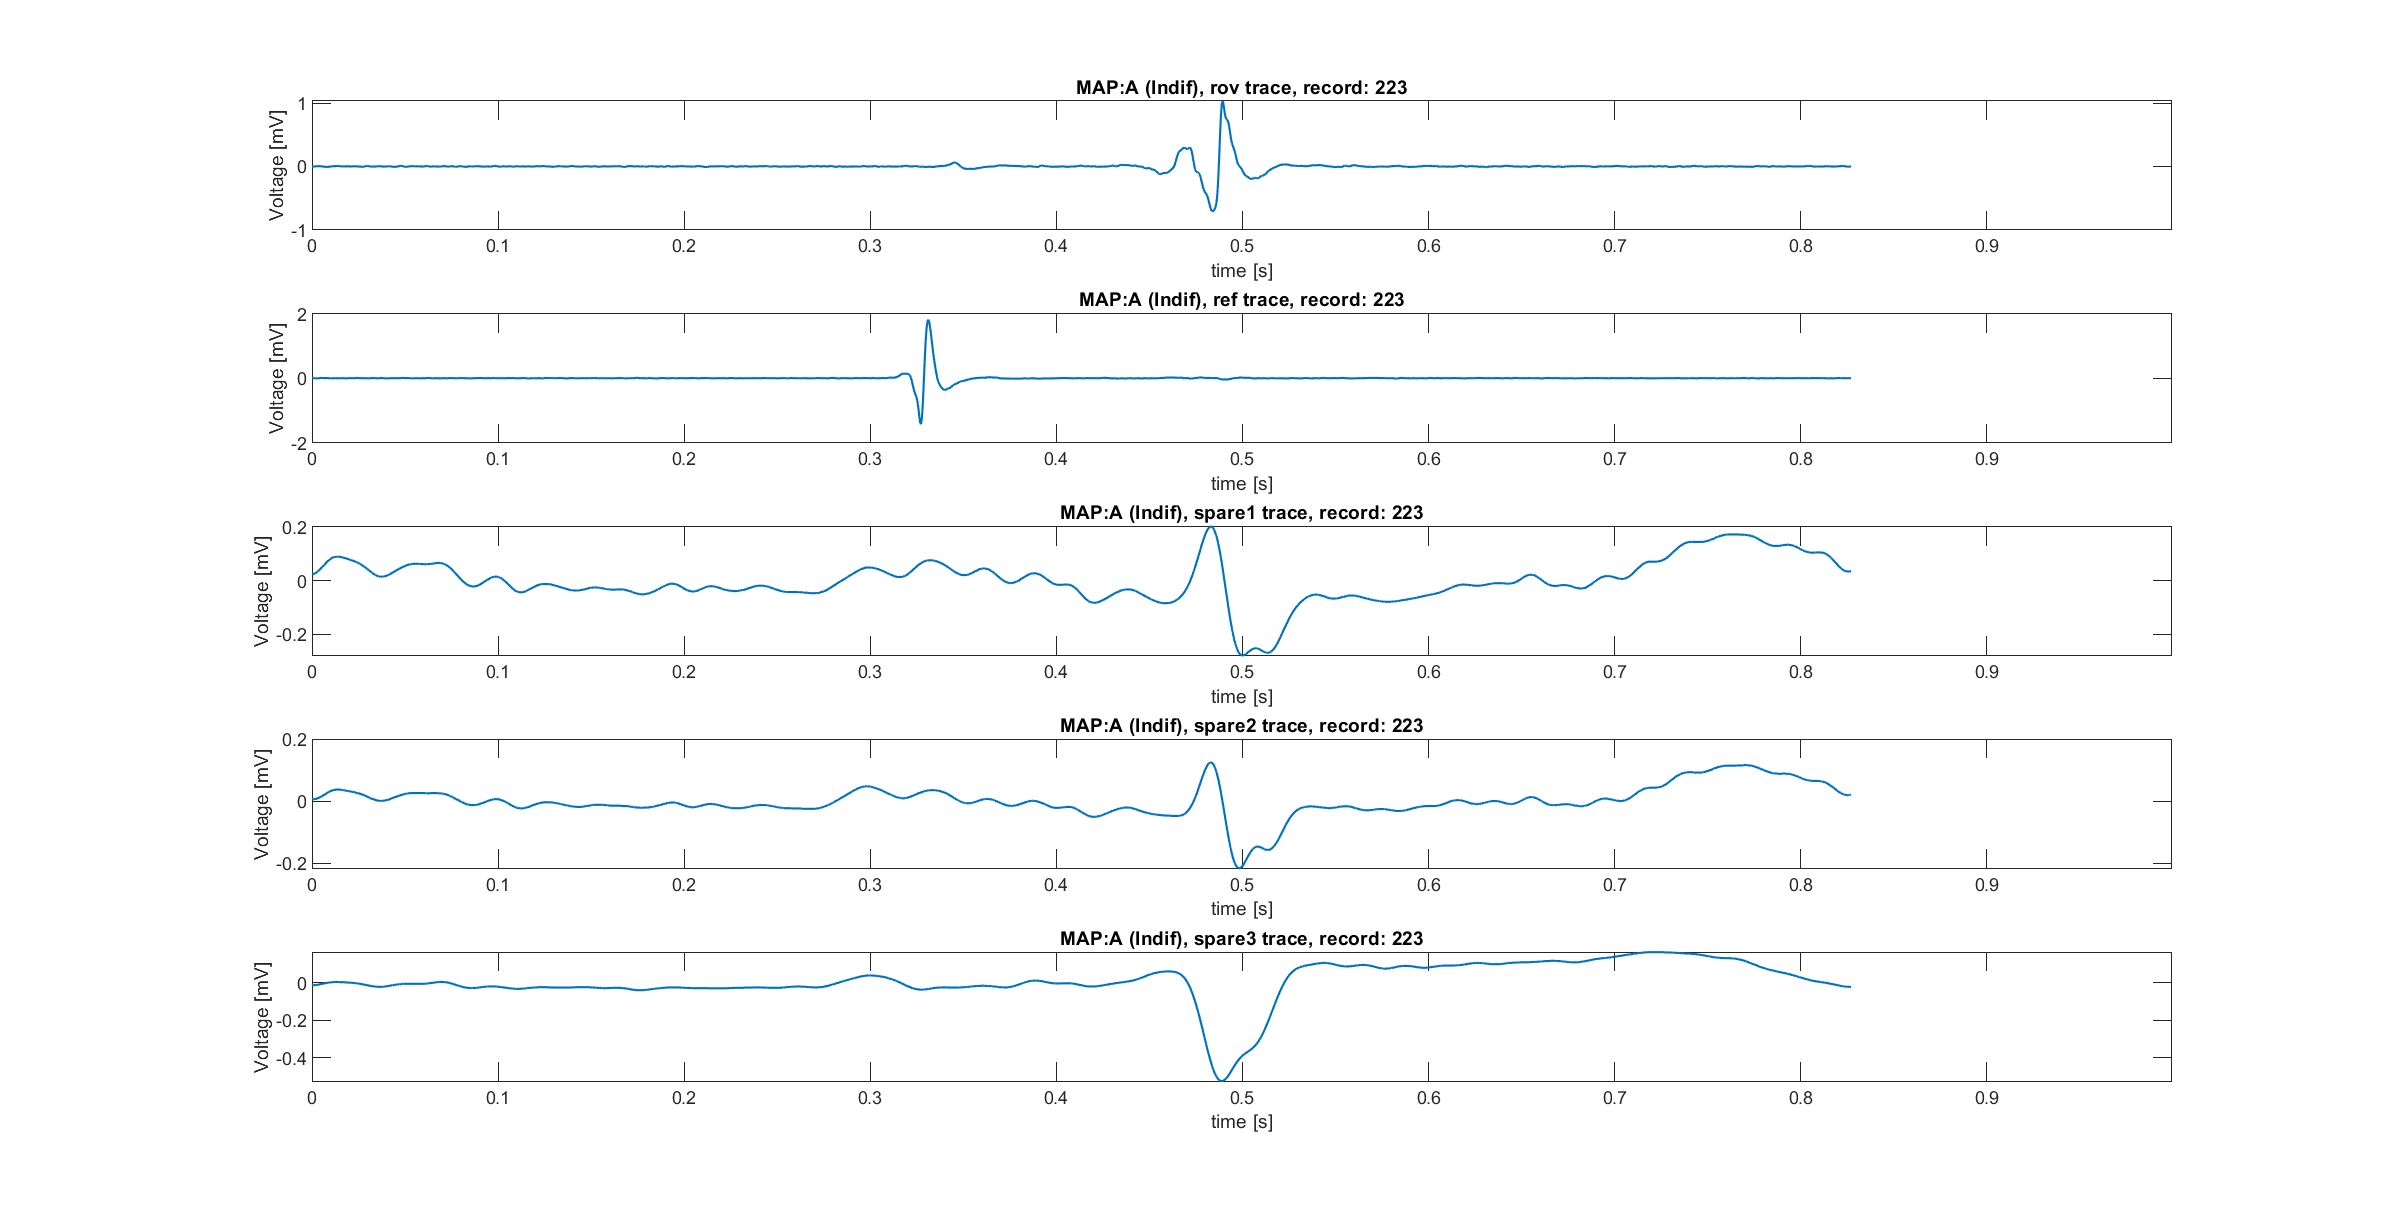 MAP:A (Indif), rov trace, record: 223
Voltage [mV]
1
0
-1
0 0.1 0.2 0.3 0.4 0.5 0.6 0.7 0.8 0.9
time [s]
MAP:A (Indif), ref trace, record: 223
Voltage [mV]
2
0
-2
0 0.1 0.2 0.3 0.4 0.5 0.6 0.7 0.8 0.9
time [s]
MAP:A (Indif), spare1 trace, record: 223
Voltage [mV]
0.2
0
-0.2
0 0.1 0.2 0.3 0.4 0.5 0.6 0.7 0.8 0.9
time [s]
MAP:A (Indif), spare2 trace, record: 223
Voltage [mV]
0.2
0
-0.2
0 0.1 0.2 0.3 0.4 0.5 0.6 0.7 0.8 0.9
time [s]
MAP:A (Indif), spare3 trace, record: 223
Voltage [mV]
0
-0.2
-0.4
0 0.1 0.2 0.3 0.4 0.5 0.6 0.7 0.8 0.9
time [s]